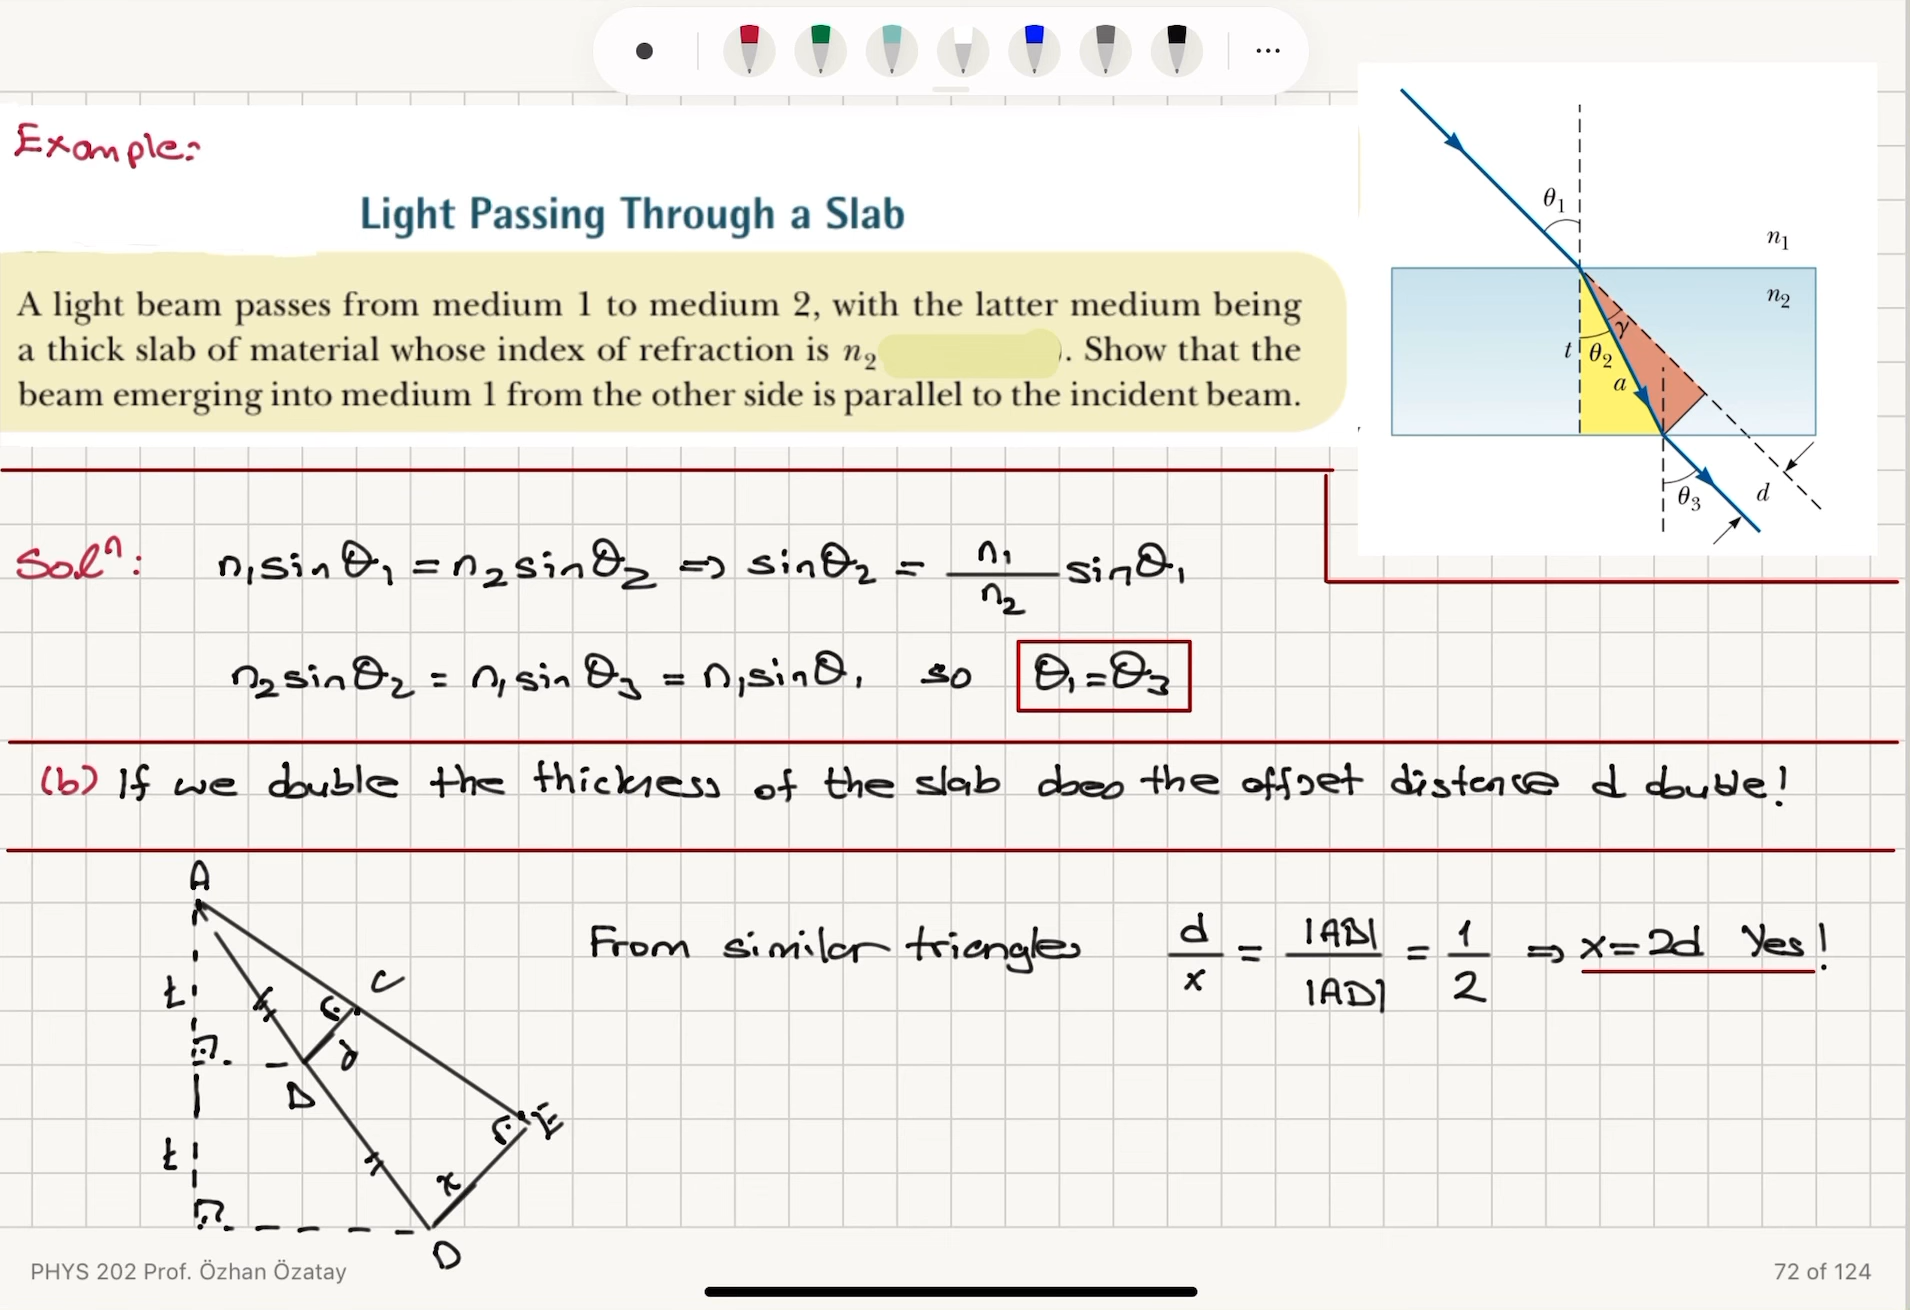 Example:
Light Passing Through a Slab
A light beam passes from medium 1 to medium 2, with the latter medium being
a thick slab of material whose index of refraction is n₂ ). Show that the
beam emerging into medium 1 from the other side is parallel to the incident beam.
θ₁
n₁
n₂
γ
t
θ₂
a
θ₃
d
Solⁿ: n₁sinθ₁ = n₂sinθ₂ ⇒ sinθ₂ = n₁/n₂ sinθ₁
n₂sinθ₂ = n₁sinθ₃ = n₁sinθ₁ so θ₁=θ₃
(b) If we double the thickness of the slab does the offset distance d double!
A
From similar triangles d/x = |AB|/|AD| = 1/2 ⇒ x=2d Yes!
C
t
d
B
E
t
x
D
PHYS 202 Prof. Özhan Özatay
72 of 124